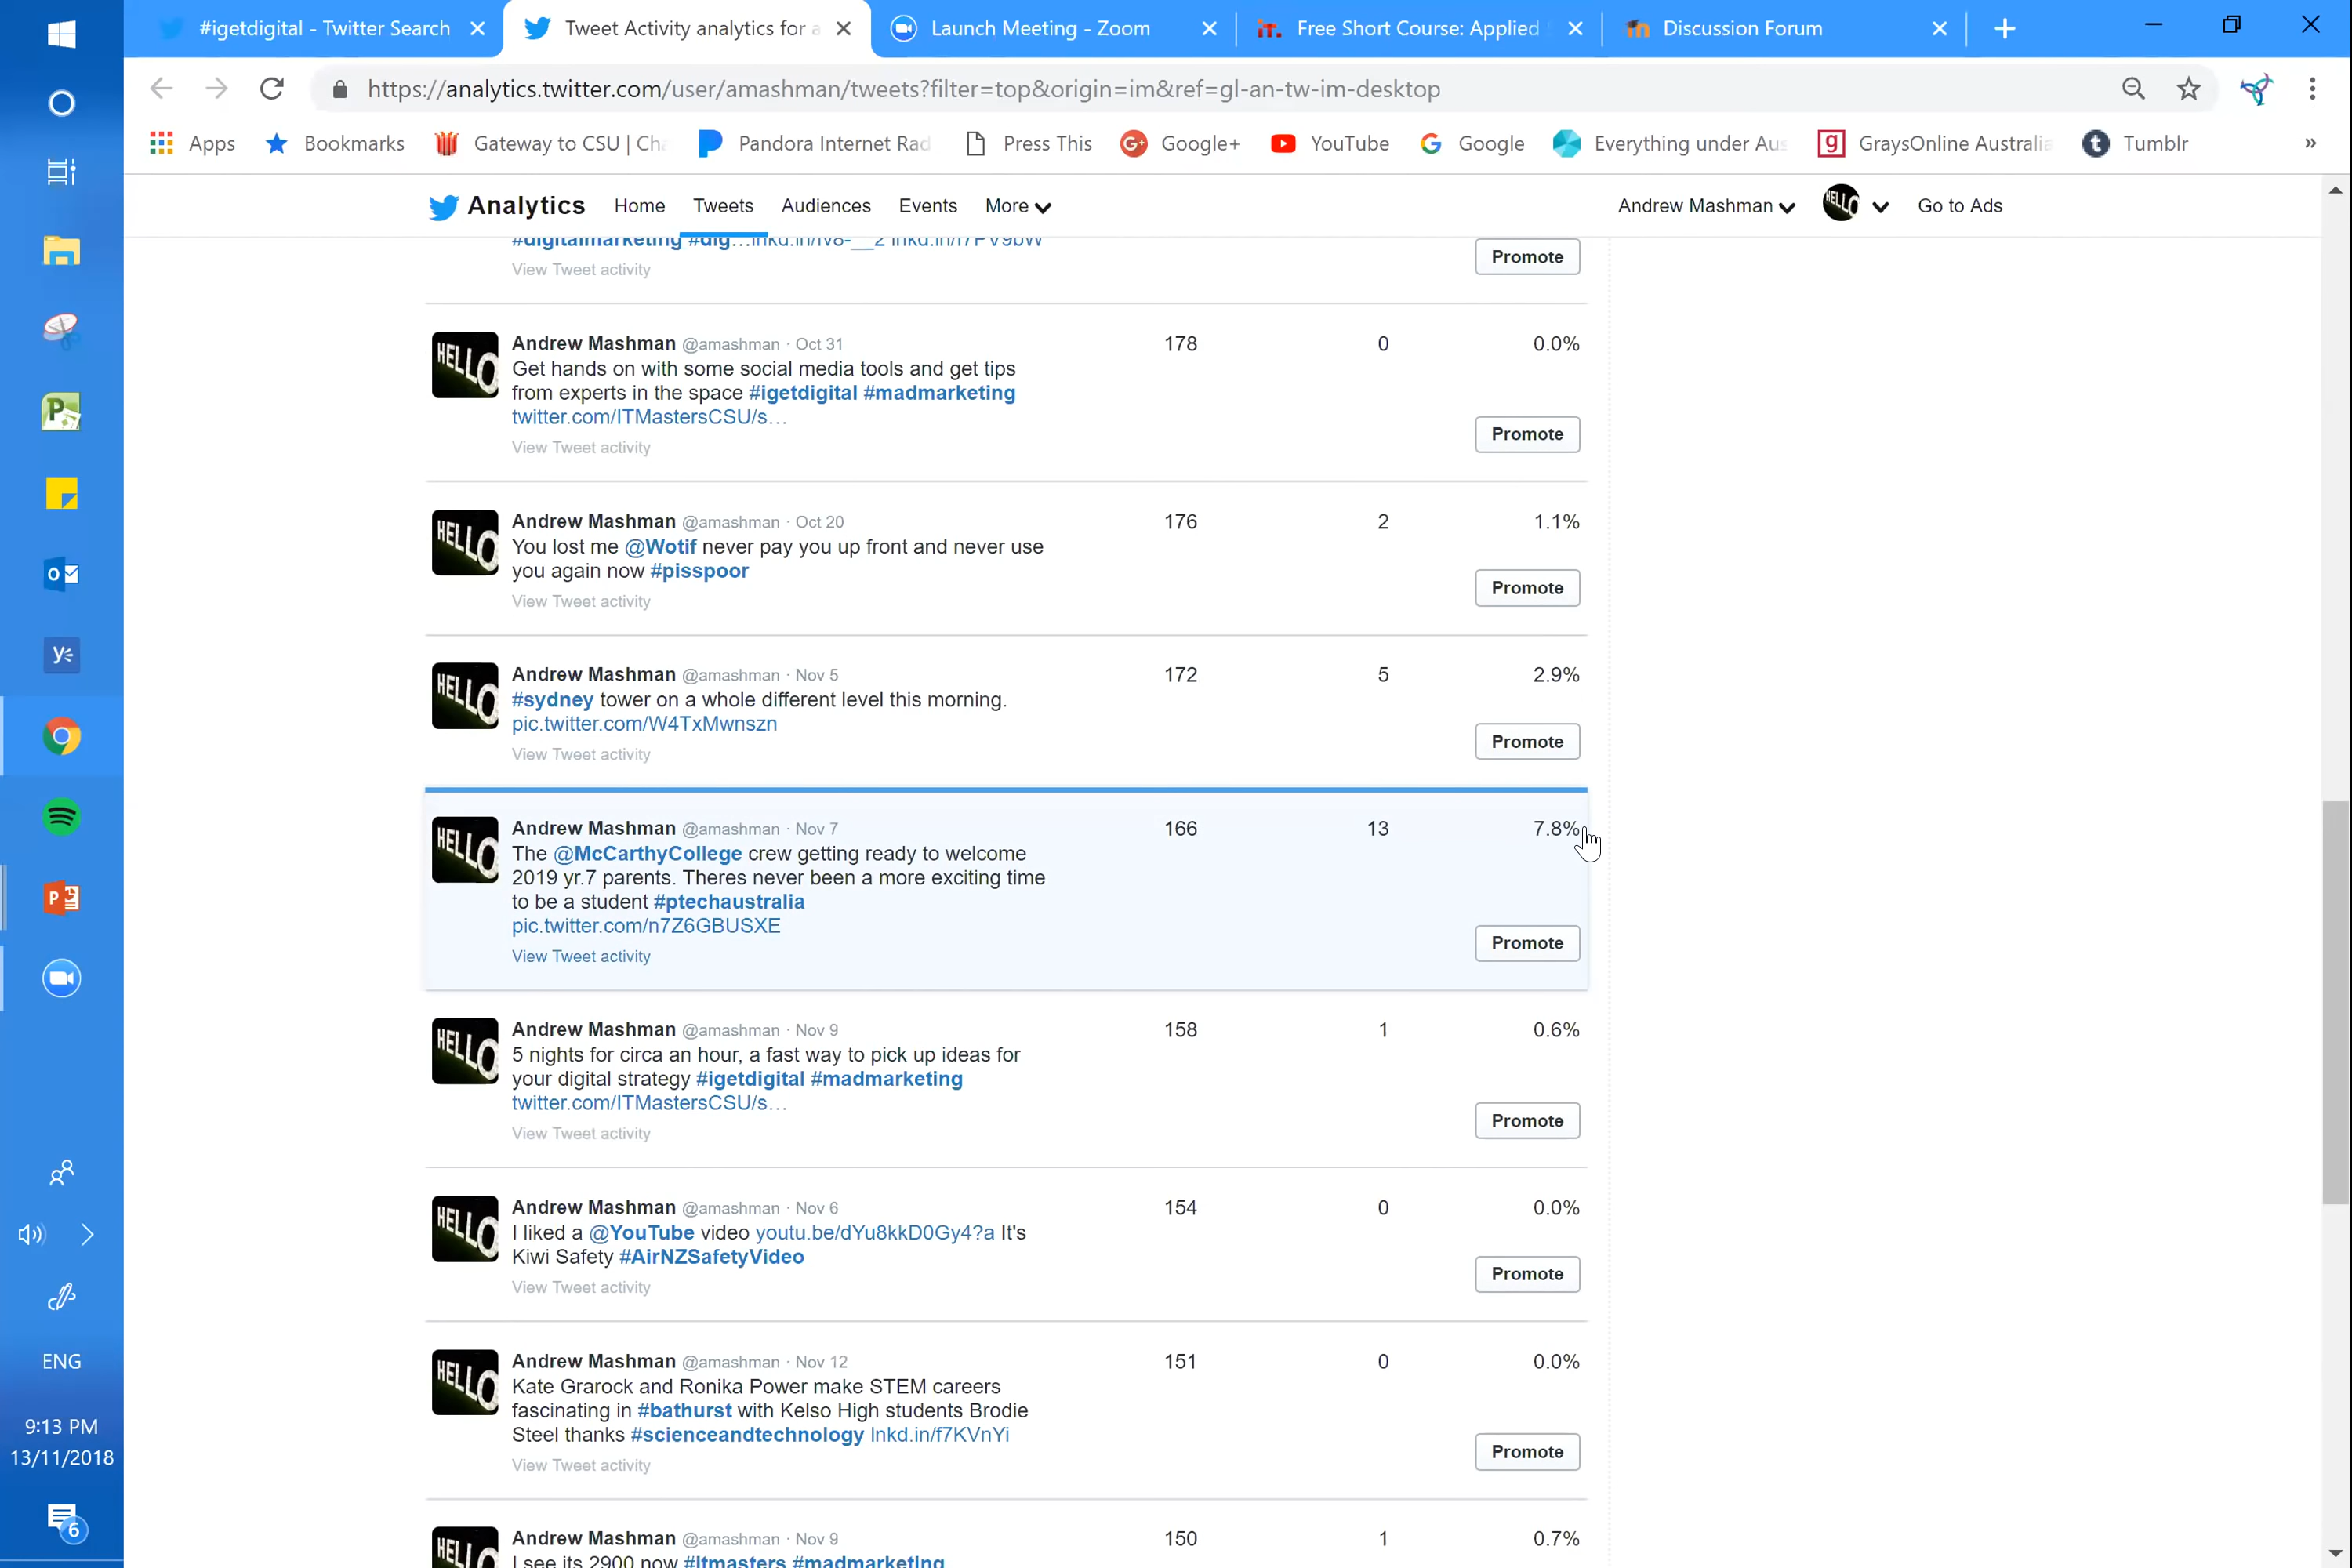 #igetdigital - Twitter Search
Tweet Activity analytics for a
Launch Meeting - Zoom
Free Short Course: Applied
Discussion Forum
https://analytics.twitter.com/user/amashman/tweets?filter=top&origin=im&ref=gl-an-tw-im-desktop
Apps
Bookmarks
Gateway to CSU | Cha
Pandora Internet Rad
Press This
Google+
YouTube
Google
Everything under Aus
GraysOnline Australia
Tumblr
Analytics Home Tweets Audiences Events More
Andrew Mashman
HELLO
Go to Ads
#digitalmarketing #dig…
View Tweet activity
Promote
HELLO
Andrew Mashman @amashman · Oct 31 178 0 0.0%
Get hands on with some social media tools and get tips
from experts in the space #igetdigital #madmarketing
twitter.com/ITMastersCSU/s…
View Tweet activity
Promote
HELLO
Andrew Mashman @amashman · Oct 20 176 2 1.1%
You lost me @Wotif never pay you up front and never use
you again now #pisspoor
View Tweet activity
Promote
HELLO
Andrew Mashman @amashman · Nov 5 172 5 2.9%
#sydney tower on a whole different level this morning.
pic.twitter.com/W4TxMwnszn
View Tweet activity
Promote
HELLO
Andrew Mashman @amashman · Nov 7 166 13 7.8%
The @McCarthyCollege crew getting ready to welcome
2019 yr.7 parents. Theres never been a more exciting time
to be a student #ptechaustralia
pic.twitter.com/n7Z6GBUSXE
View Tweet activity
Promote
HELLO
Andrew Mashman @amashman · Nov 9 158 1 0.6%
5 nights for circa an hour, a fast way to pick up ideas for
your digital strategy #igetdigital #madmarketing
twitter.com/ITMastersCSU/s…
View Tweet activity
Promote
HELLO
Andrew Mashman @amashman · Nov 6 154 0 0.0%
I liked a @YouTube video youtu.be/dYu8kkD0Gy4?a It's
Kiwi Safety #AirNZSafetyVideo
View Tweet activity
Promote
HELLO
Andrew Mashman @amashman · Nov 12 151 0 0.0%
Kate Grarock and Ronika Power make STEM careers
fascinating in #bathurst with Kelso High students Brodie
Steel thanks #scienceandtechnology lnkd.in/f7KVnYi
View Tweet activity
Promote
HELLO
Andrew Mashman @amashman · Nov 9 150 1 0.7%
I see its 2900 now #itmasters #madmarketing
ENG
9:13 PM
13/11/2018
6